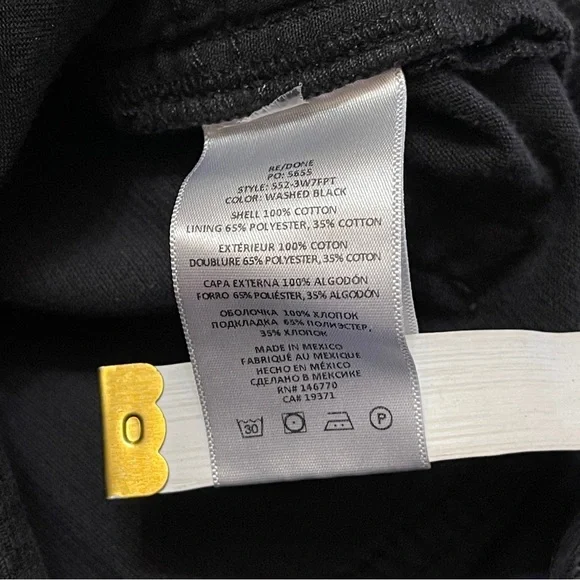 RE/DONE
PO: 5655
STYLE: 552-3W7FPT
COLOR: WASHED BLACK
SHELL 100% COTTON
LINING 65% POLYESTER, 35% COTTON
EXTÉRIEUR 100% COTON
DOUBLURE 65% POLYESTER, 35% COTON
CAPA EXTERNA 100% ALGODÓN
FORRO 65% POLIÉSTER, 35% ALGODÓN
ОБОЛОЧКА 100% ХЛОПОК
ПОДКЛАДКА 65% ПОЛИЭСТЕР,
35% ХЛОПОК
MADE IN MEXICO
FABRIQUÉ AU MEXIQUE
HECHO EN MÉXICO
СДЕЛАНО В МЕКСИКЕ
RN# 146770
CA# 19371
30
P
0